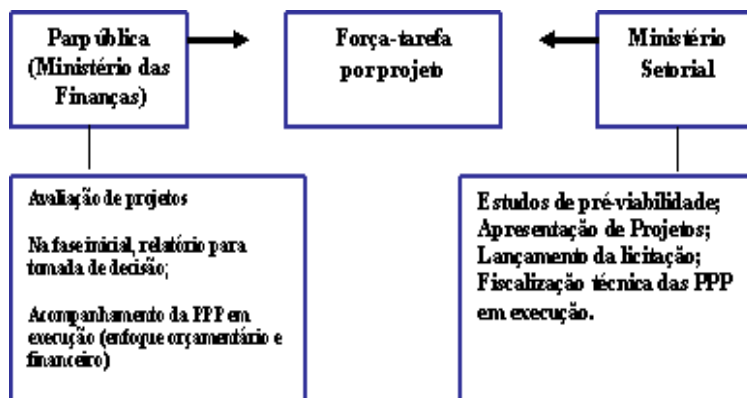 Parpública
(Ministério das
Finanças)
Força-tarefa
por projeto
Ministério
Setorial
Avaliação de projetos
Na fase inicial, relatório para
tomada de decisão;
Acompanhamento da PPP em
execução (enfoque orçamentário e
financeiro)
Estudos de pré-viabilidade;
Apresentação de Projetos;
Lançamento da licitação;
Fiscalização técnica das PPP
em execução.